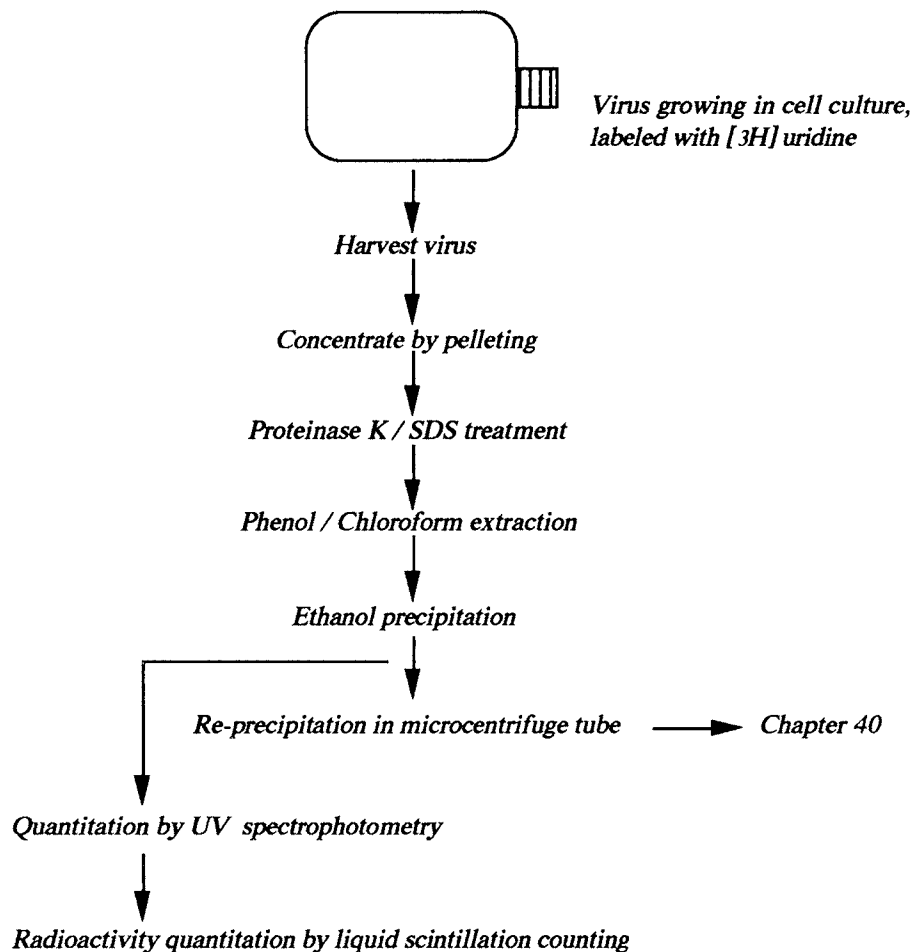 Virus growing in cell culture,
labeled with [3H] uridine
Harvest virus
Concentrate by pelleting
Proteinase K / SDS treatment
Phenol / Chloroform extraction
Ethanol precipitation
Re-precipitation in microcentrifuge tube
Chapter 40
Quantitation by UV spectrophotometry
Radioactivity quantitation by liquid scintillation counting